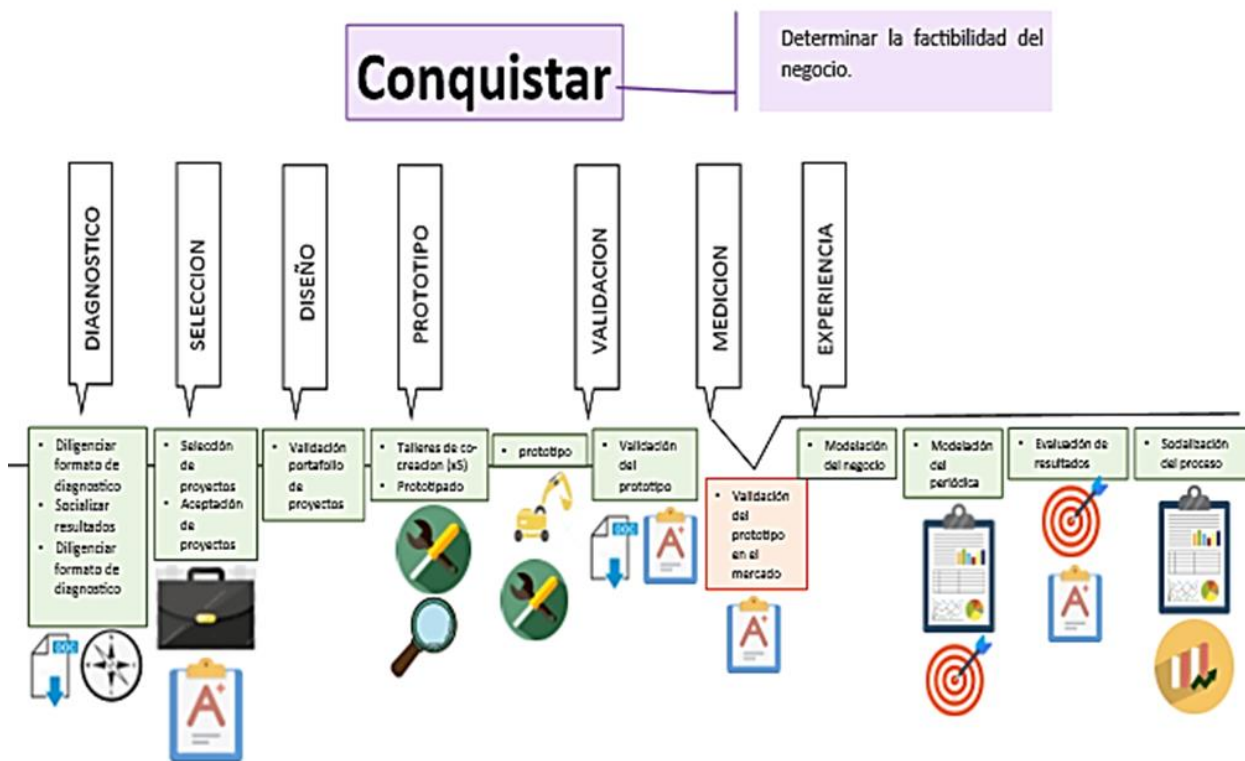 Conquistar
Determinar la factibilidad del
negocio.
DIAGNOSTICO
SELECCION
DISEÑO
PROTOTIPO
VALIDACION
MEDICION
EXPERIENCIA
• Diligenciar
formato de
diagnostico
• Socializar
resultados
• Diligenciar
formato de
diagnostico
• Selección
de
proyectos
• Aceptación
de
proyectos
• Validación
portafolio
de
proyectos
• Talleres de co-
creacion (x5)
• Prototipado
• prototipo
• Validación
del
prototipo
• Validación
del
prototipo
en el
mercado
• Modelación
del negocio
• Modelación
del
periódica
• Evaluación de
resultados
• Socialización
del proceso
DOC
A+
DOC
A+
A+
A+